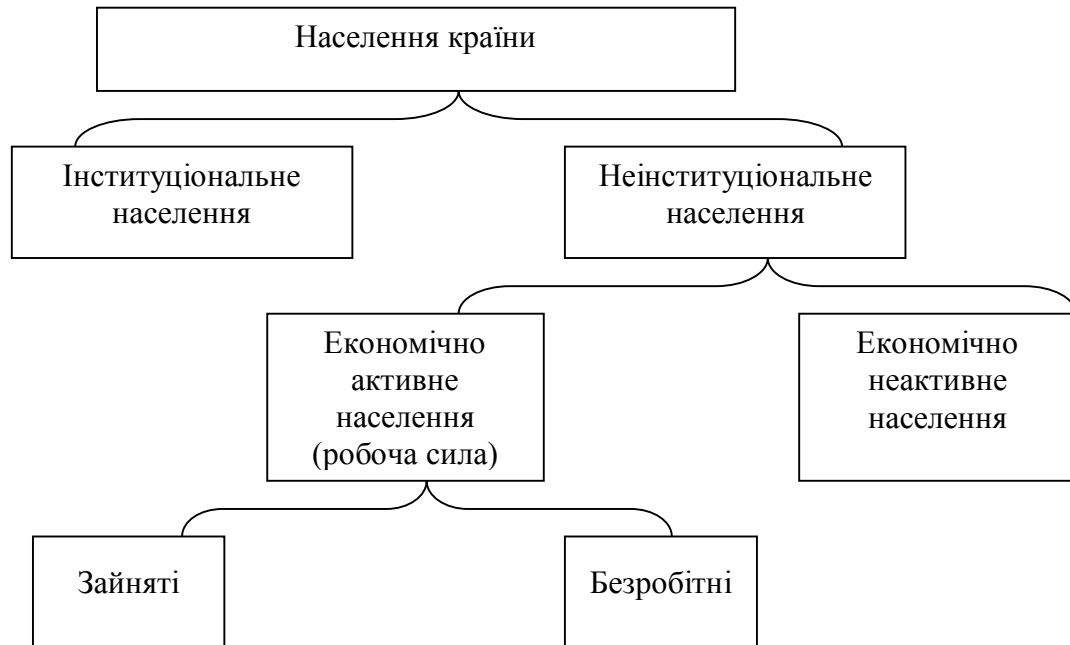 Населення країни
Інституціональне
населення
Неінституціональне
населення
Економічно
активне
населення
(робоча сила)
Економічно
неактивне
населення
Зайняті
Безробітні